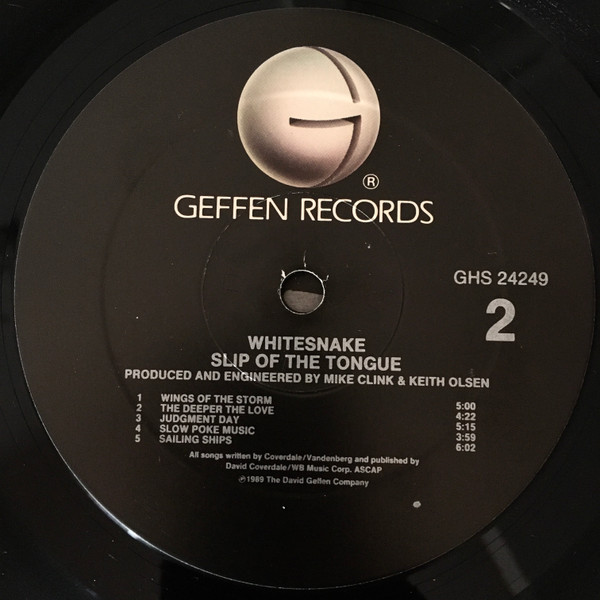 ®
GEFFEN RECORDS
GHS 24249
2
WHITESNAKE
SLIP OF THE TONGUE
PRODUCED AND ENGINEERED BY MIKE CLINK & KEITH OLSEN
1 WINGS OF THE STORM 5:00
2 THE DEEPER THE LOVE 4:22
3 JUDGMENT DAY 5:15
4 SLOW POKE MUSIC 3:59
5 SAILING SHIPS 6:02
All songs written by Coverdale/Vandenberg and published by
David Coverdale/WB Music Corp. ASCAP
℗1989 The David Geffen Company